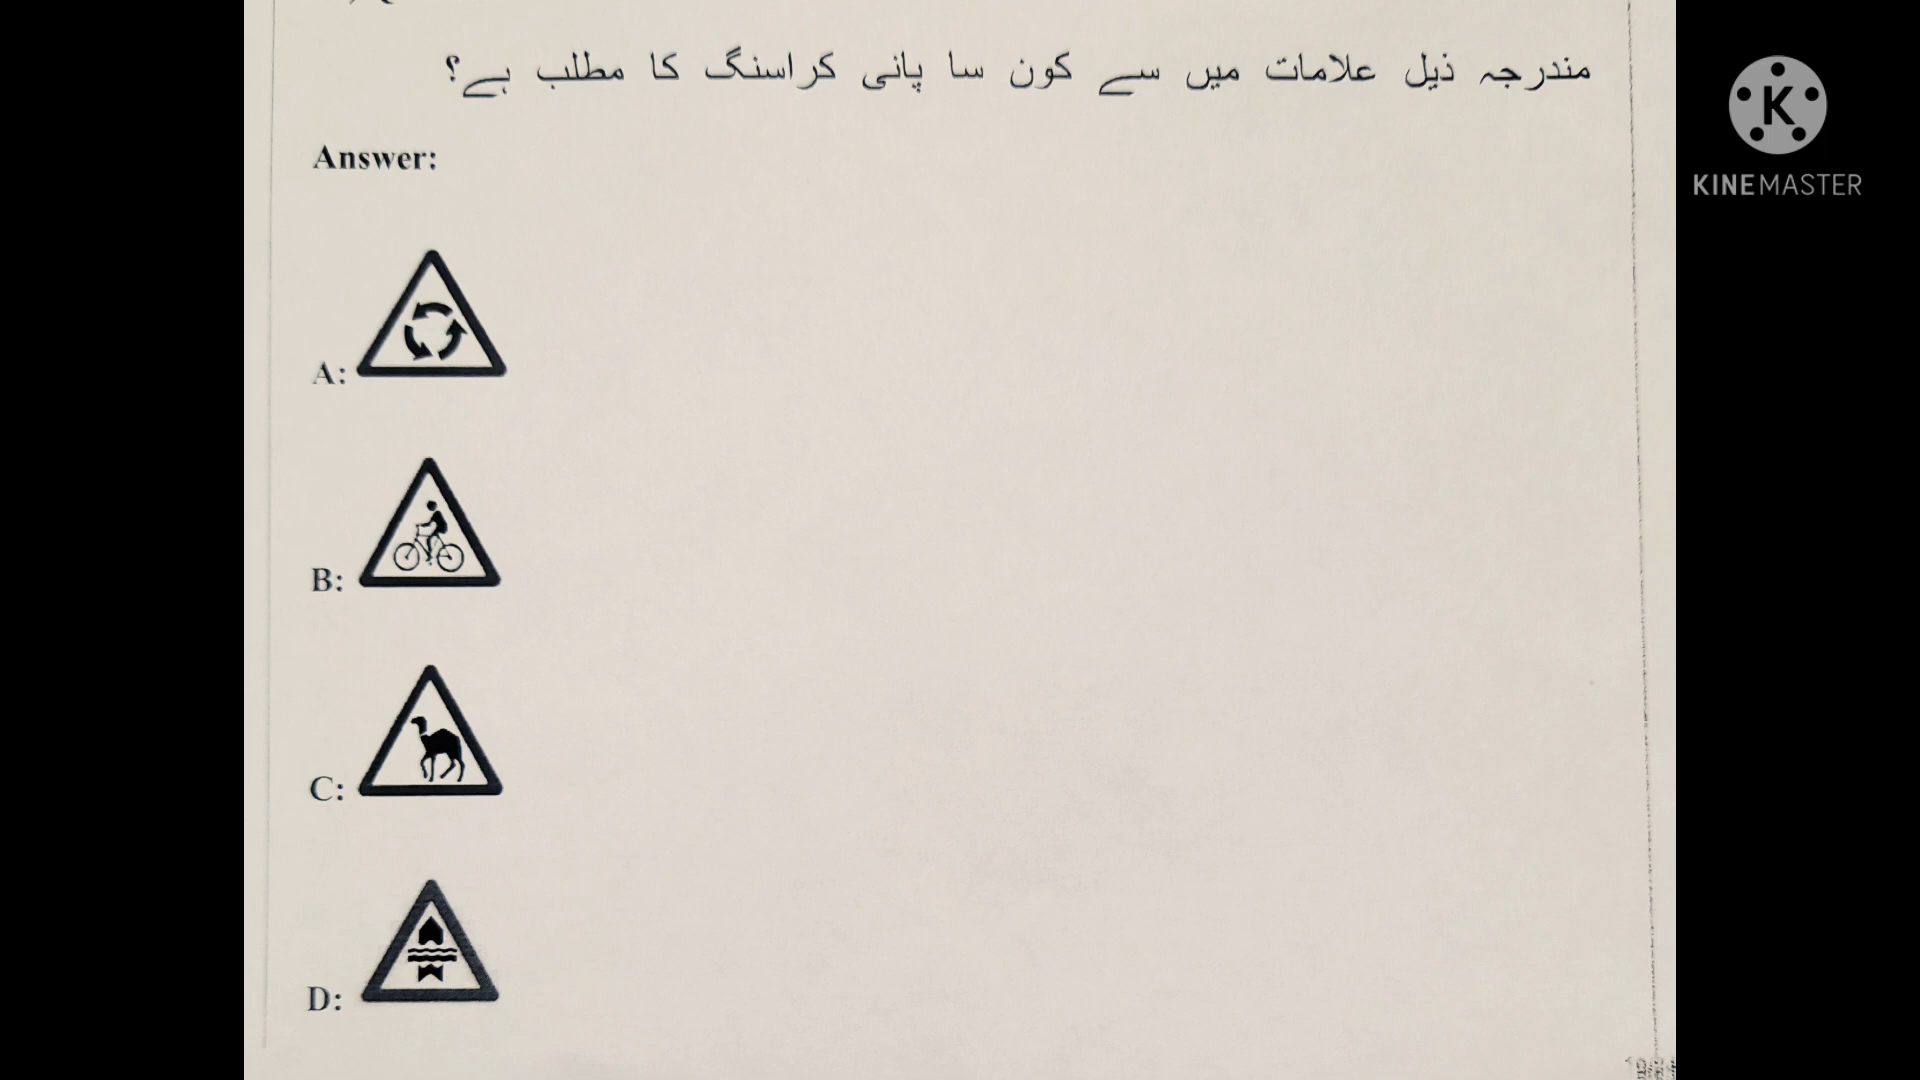 مندرجہ ذیل علامات میں سے کون سا پانی کراسنگ کا مطلب ہے؟
Answer:
A:
B:
C:
D:
K
KINEMASTER